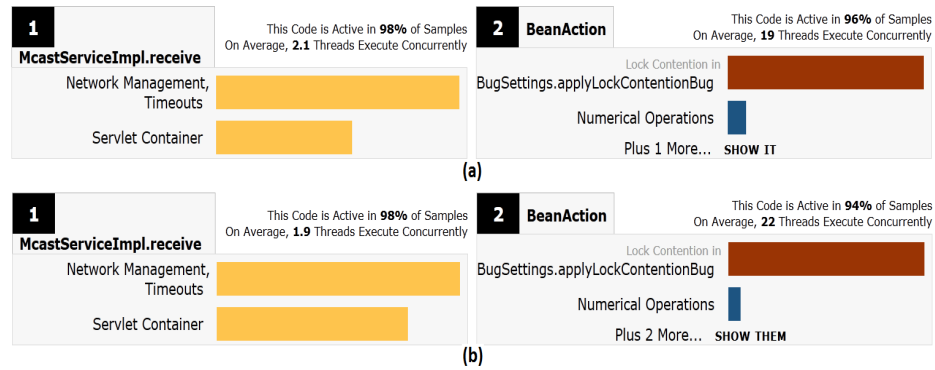 1
McastServiceImpl.receive
This Code is Active in 98% of Samples
On Average, 2.1 Threads Execute Concurrently
Network Management,
Timeouts
Servlet Container
2
BeanAction
This Code is Active in 96% of Samples
On Average, 19 Threads Execute Concurrently
Lock Contention in
BugSettings.applyLockContentionBug
Numerical Operations
Plus 1 More... SHOW IT
(a)
1
McastServiceImpl.receive
This Code is Active in 98% of Samples
On Average, 1.9 Threads Execute Concurrently
Network Management,
Timeouts
Servlet Container
2
BeanAction
This Code is Active in 94% of Samples
On Average, 22 Threads Execute Concurrently
Lock Contention in
BugSettings.applyLockContentionBug
Numerical Operations
Plus 2 More... SHOW THEM
(b)